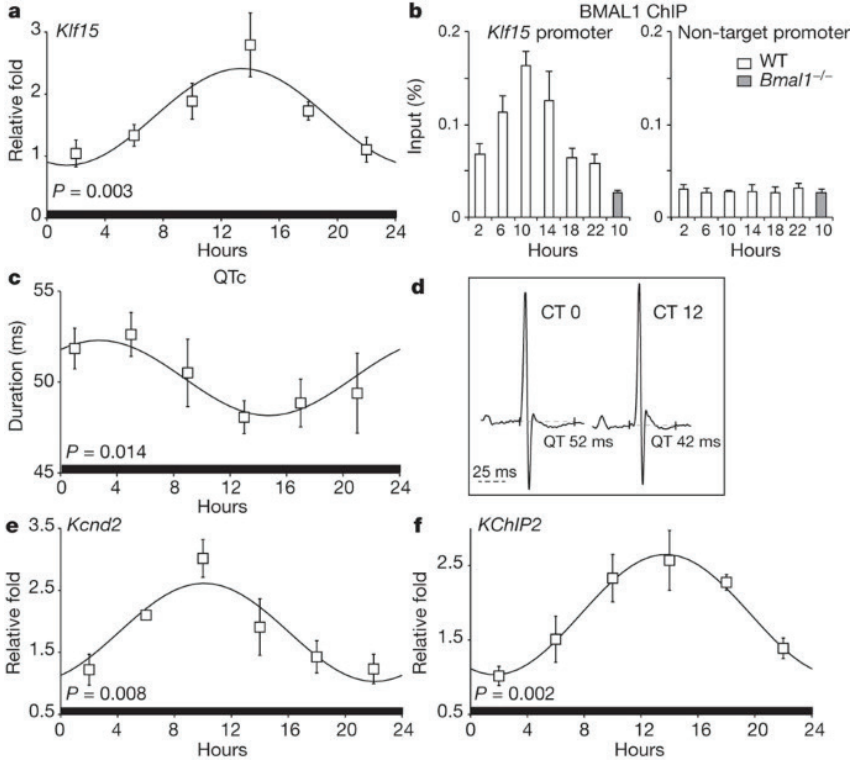 a
Klf15
Relative fold
3
2
1
0
P = 0.003
0 4 8 12 16 20 24
Hours
b
BMAL1 ChIP
Klf15 promoter
Non-target promoter
WT
Bmal1−/−
Input (%)
0.2
0.1
0
2 6 10 14 18 22 10
Hours
0.2
0.1
0
2 6 10 14 18 22 10
Hours
c
QTc
Duration (ms)
55
50
45
P = 0.014
0 4 8 12 16 20 24
Hours
d
CT 0
CT 12
QT 52 ms
QT 42 ms
25 ms
e
Kcnd2
Relative fold
3.5
2.5
1.5
0.5
P = 0.008
0 4 8 12 16 20 24
Hours
f
KChIP2
Relative fold
2.5
1.5
0.5
P = 0.002
0 4 8 12 16 20 24
Hours